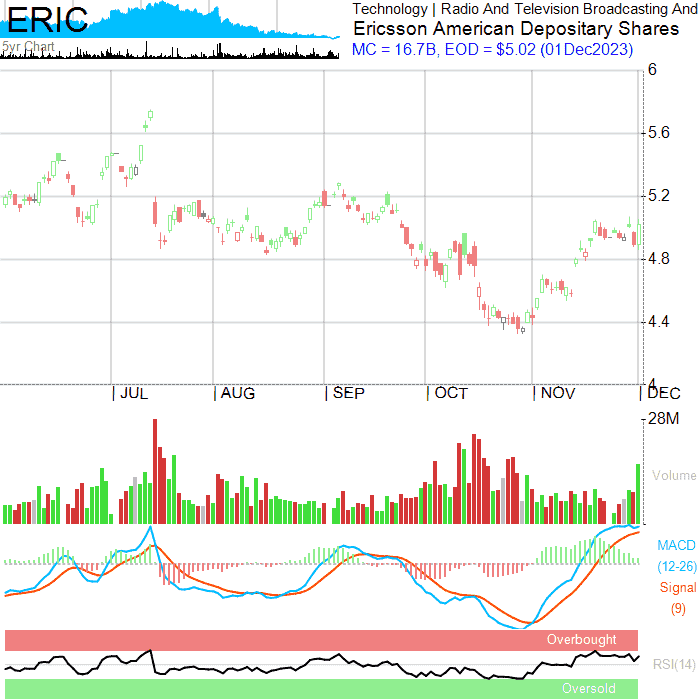 ERIC
5yr Chart
Technology | Radio And Television Broadcasting And
Ericsson American Depositary Shares
MC = 16.7B, EOD = $5.02 (01Dec2023)
6
5.6
5.2
4.8
4.4
4
JUL
AUG
SEP
OCT
NOV
DEC
28M
Volume
MACD
(12-26)
Signal
(9)
Overbought
RSI(14)
Oversold